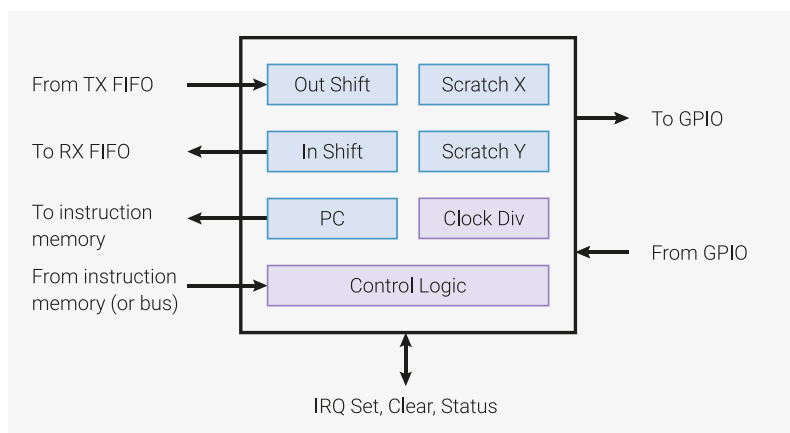 From TX FIFO
Out Shift
Scratch X
To GPIO
To RX FIFO
In Shift
Scratch Y
To instruction
memory
PC
Clock Div
From GPIO
From instruction
memory (or bus)
Control Logic
IRQ Set, Clear, Status